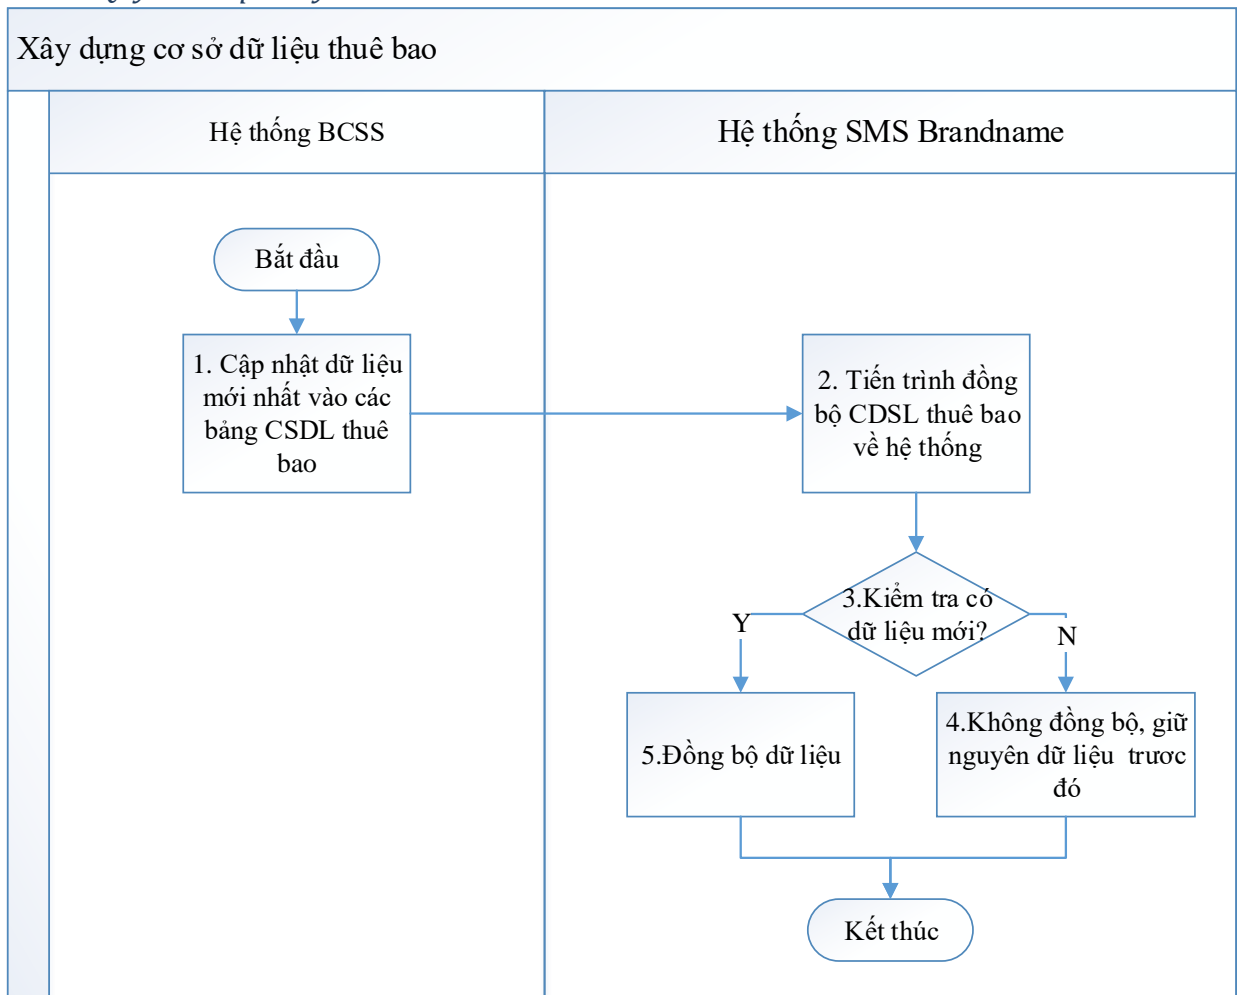 Xây dựng cơ sở dữ liệu thuê bao
Hệ thống BCSS
Hệ thống SMS Brandname
Bắt đầu
1. Cập nhật dữ liệu
mới nhất vào các
bảng CSDL thuê
bao
2. Tiến trình đồng
bộ CDSL thuê bao
về hệ thống
3.Kiểm tra có
dữ liệu mới?
Y
N
5.Đồng bộ dữ liệu
4.Không đồng bộ, giữ
nguyên dữ liệu trươc
đó
Kết thúc